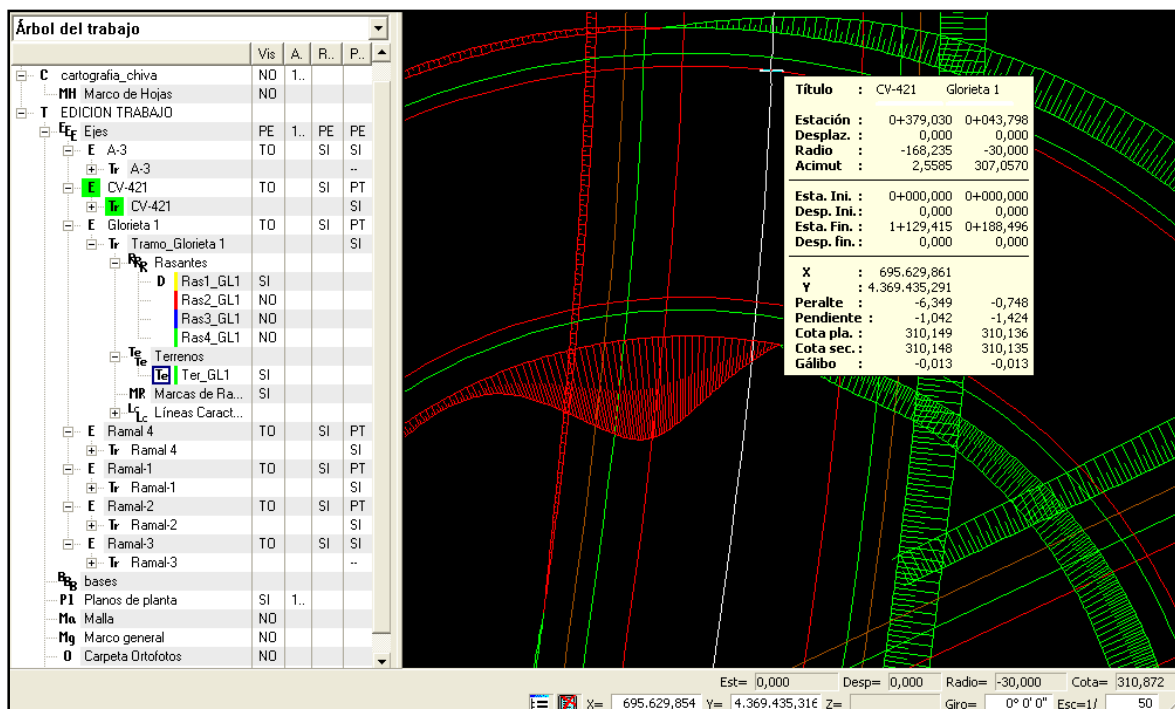 Árbol del trabajo
Vis A. R.. P..
C cartografia_chiva NO 1..
MH Marco de Hojas NO
T EDICION TRABAJO
EEE Ejes PE 1.. PE PE
E A-3 TO SI SI
Tr A-3 --
E CV-421 TO SI PT
Tr CV-421 SI
E Glorieta 1 TO SI PT
Tr Tramo_Glorieta 1 SI
RRR Rasantes
D Ras1_GL1 SI
Ras2_GL1 NO
Ras3_GL1 NO
Ras4_GL1 NO
Te Te Terrenos
Te Ter_GL1 SI
MR Marcas de Ra... SI
Lc Lc Líneas Caract...
E Ramal 4 TO SI PT
Tr Ramal 4 SI
E Ramal-1 TO SI PT
Tr Ramal-1 SI
E Ramal-2 TO SI PT
Tr Ramal-2 SI
E Ramal-3 TO SI SI
Tr Ramal-3 --
BBB bases
Pl Planos de planta SI 1..
Ma Malla NO
Mg Marco general NO
O Carpeta Ortofotos NO
Título : CV-421 Glorieta 1
Estación : 0+379,030 0+043,798
Desplaz. : 0,000 0,000
Radio : -168,235 -30,000
Acimut : 2,5585 307,0570
Esta. Ini. : 0+000,000 0+000,000
Desp. Ini.: 0,000 0,000
Esta. Fin. : 1+129,415 0+188,496
Desp. fin. : 0,000 0,000
X : 695.629,861
Y : 4.369.435,291
Peralte : -6,349 -0,748
Pendiente : -1,042 -1,424
Cota pla. : 310,149 310,136
Cota sec. : 310,148 310,135
Gálibo : -0,013 -0,013
Est= 0,000 Desp= 0,000 Radio= -30,000 Cota= 310,872
X= 695.629,854 Y= 4.369.435,316 Z= Giro= 0° 0' 0" Esc=1/ 50